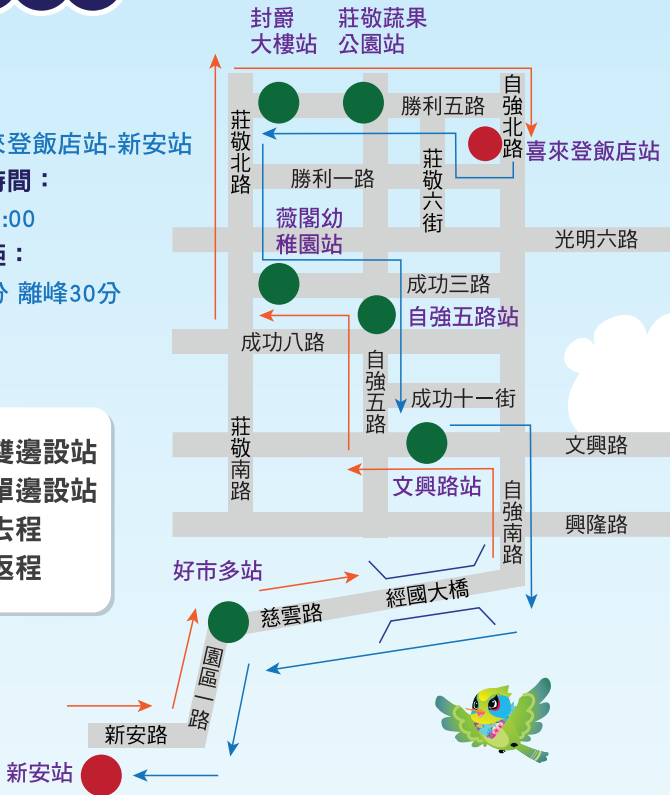 封爵
大樓站
莊敬蔬果
公園站
自強北路
勝利五路
莊敬北路
來登飯店站-新安站
喜來登飯店站
莊敬六街
勝利一路
時間：
:00
薇閣幼
稚園站
光明六路
：
分 離峰30分
成功三路
自強五路站
成功八路
自強五路
成功十一街
莊敬南路
文興路
雙邊設站
單邊設站
去程
返程
文興路站
自強南路
興隆路
好市多站
經國大橋
慈雲路
園區一路
新安路
新安站